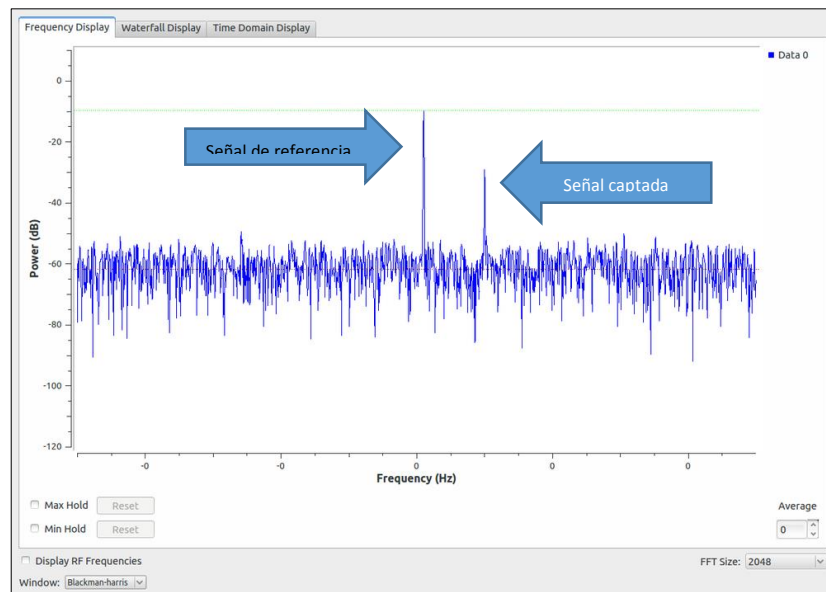 Frequency Display Waterfall Display Time Domain Display
Data 0
0
-20
-40
-60
-80
-100
-120
Power (dB)
Señal de referencia
Señal captada
-0 -0 0 0 0
Frequency (Hz)
Max Hold Reset
Min Hold Reset
Average
0
Display RF Frequencies
FFT Size: 2048
Window: Blackman-harris